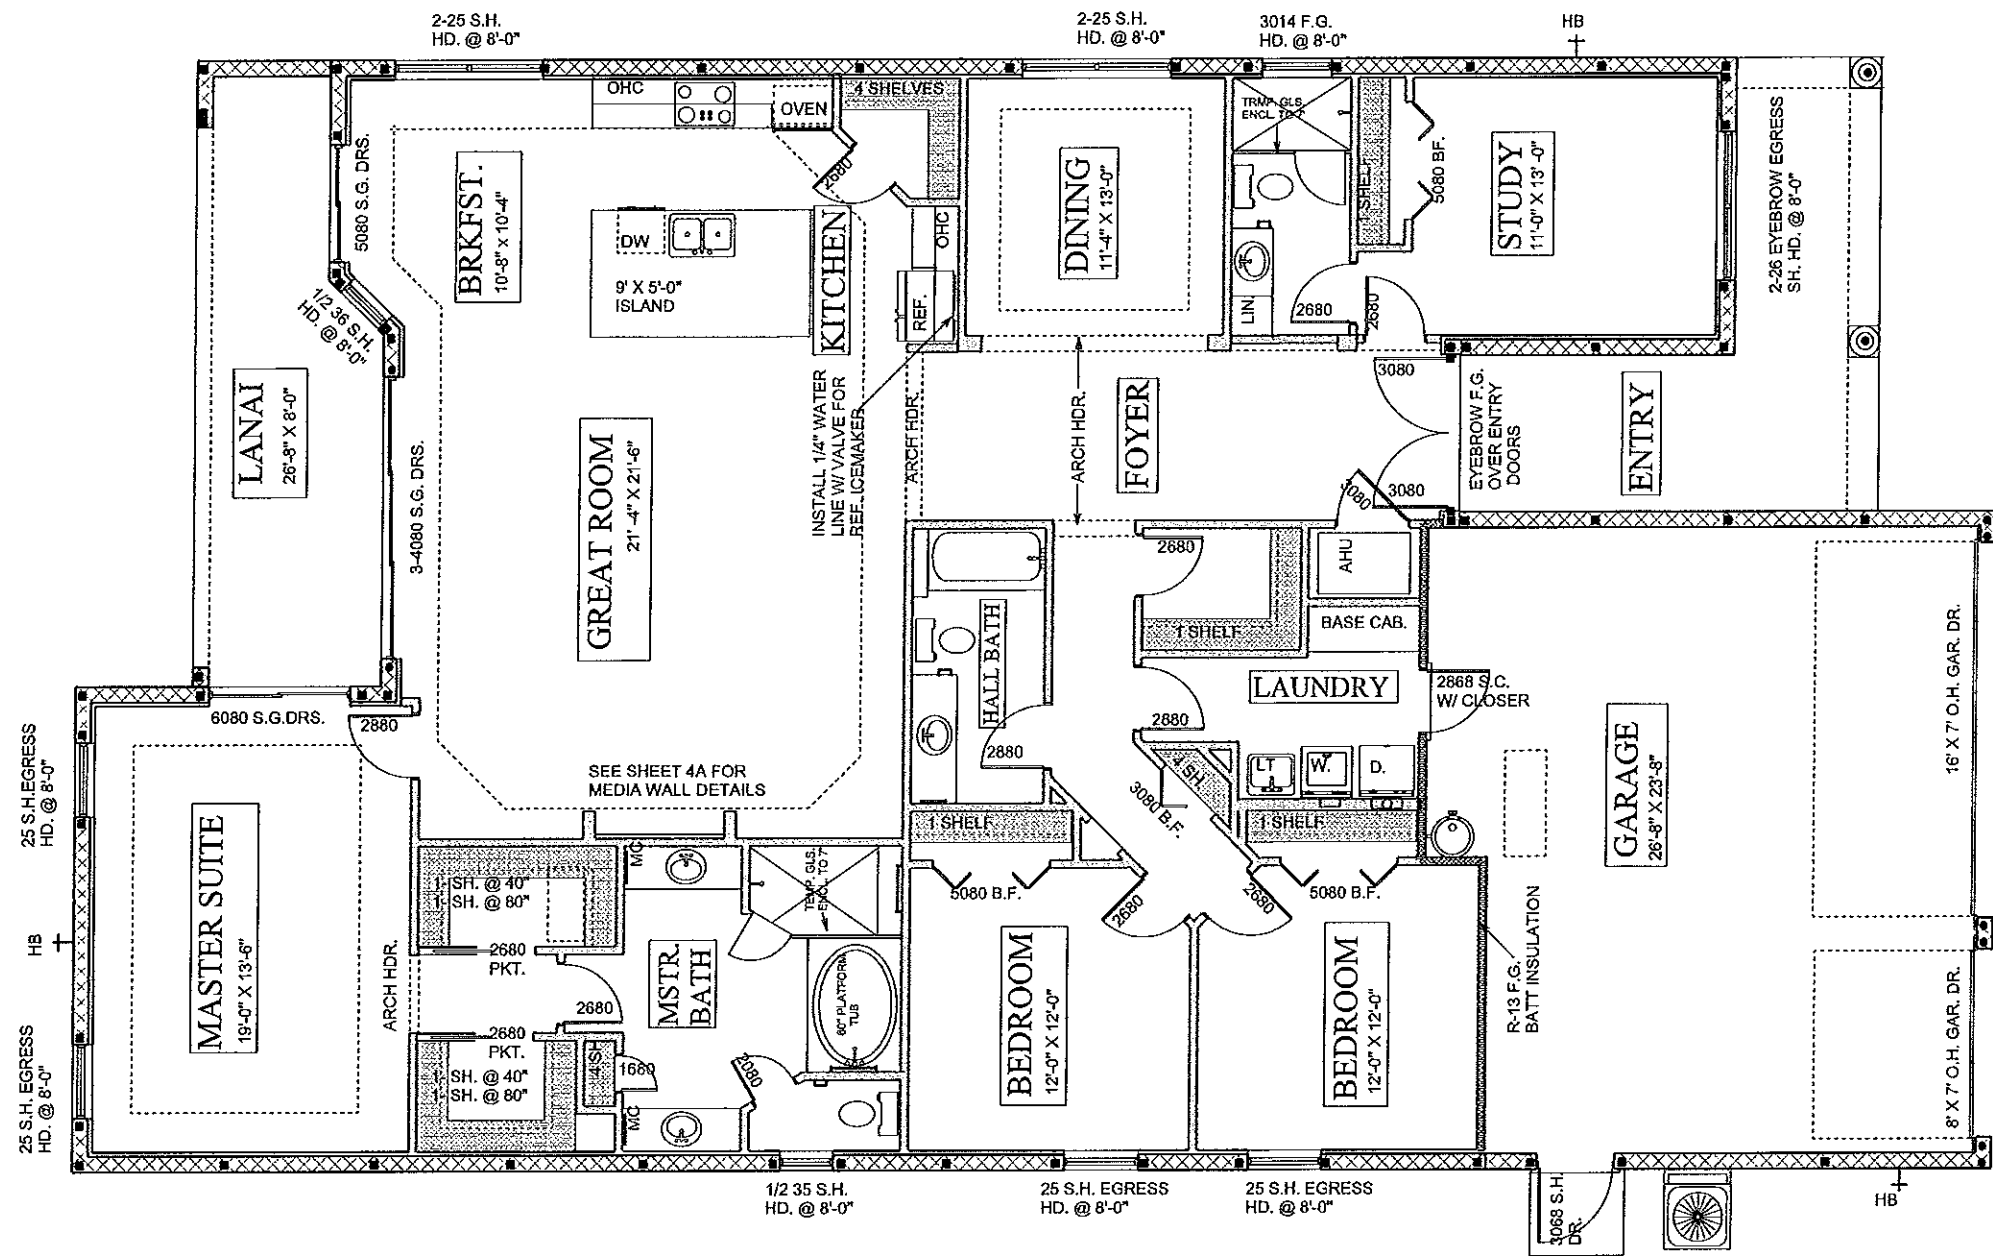 2-25 S.H.
HD. @ 8'-0"
2-25 S.H.
HD. @ 8'-0"
3014 F.G.
HD. @ 8'-0"
HB
OHC
OVEN
4 SHELVES
TRMP. GLS.
ENCL. TO 7'
1 SHELF
5080 BF.
STUDY
11'-0" X 13'-0"
2-26 EYEBROW EGRESS
SH. HD. @ 8'-0"
5080 S.G. DRS.
BRKFST.
10'-8" X 10'-4"
2680
DINING
11'-4" X 13'-0"
DW
9' X 5'-0"
ISLAND
KITCHEN
OHC
REF.
LIN.
2680
2680
1/2 36 S.H.
HD. @ 8'-0"
LANAI
26'-8" X 8'-0"
3-4080 S.G. DRS.
GREAT ROOM
21'-4" X 21'-6"
INSTALL 1/4" WATER
LINE W/ VALVE FOR
REF. ICEMAKER
ARCH HDR.
ARCH HDR.
FOYER
3080
3080
3080
EYEBROW F.G.
OVER ENTRY
DOORS
ENTRY
2680
AHU
BASE CAB.
1 SHELF
HALL BATH
2880
LAUNDRY
2880
2868 S.C.
W/ CLOSER
LT
W.
D.
4 SH.
3080 B.F.
GARAGE
26'-8" X 23'-8"
16' X 7' O.H. GAR. DR.
6080 S.G.DRS.
2880
25 S.H.EGRESS
HD. @ 8'-0"
SEE SHEET 4A FOR
MEDIA WALL DETAILS
1 SHELF
1 SHELF
5080 B.F.
5080 B.F.
2680
2680
MASTER SUITE
19'-0" X 13'-6"
HB
ARCH HDR.
1- SH. @ 40"
1- SH. @ 80"
2680
PKT.
MC
TEMP. GLS.
ENCL. TO 7'
MSTR.
BATH
2680
60" PLATFORM
TUB
2680
PKT.
1- SH. @ 40"
1- SH. @ 80"
4 SH
1680
MC
2080
BEDROOM
12'-0" X 12'-0"
BEDROOM
12'-0" X 12'-0"
R-13 F.G.
BATT INSULATION
8' X 7' O.H. GAR. DR.
25 S.H. EGRESS
HD. @ 8'-0"
1/2 35 S.H.
HD. @ 8'-0"
25 S.H. EGRESS
HD. @ 8'-0"
25 S.H. EGRESS
HD. @ 8'-0"
3068 S.H.
DR.
HB